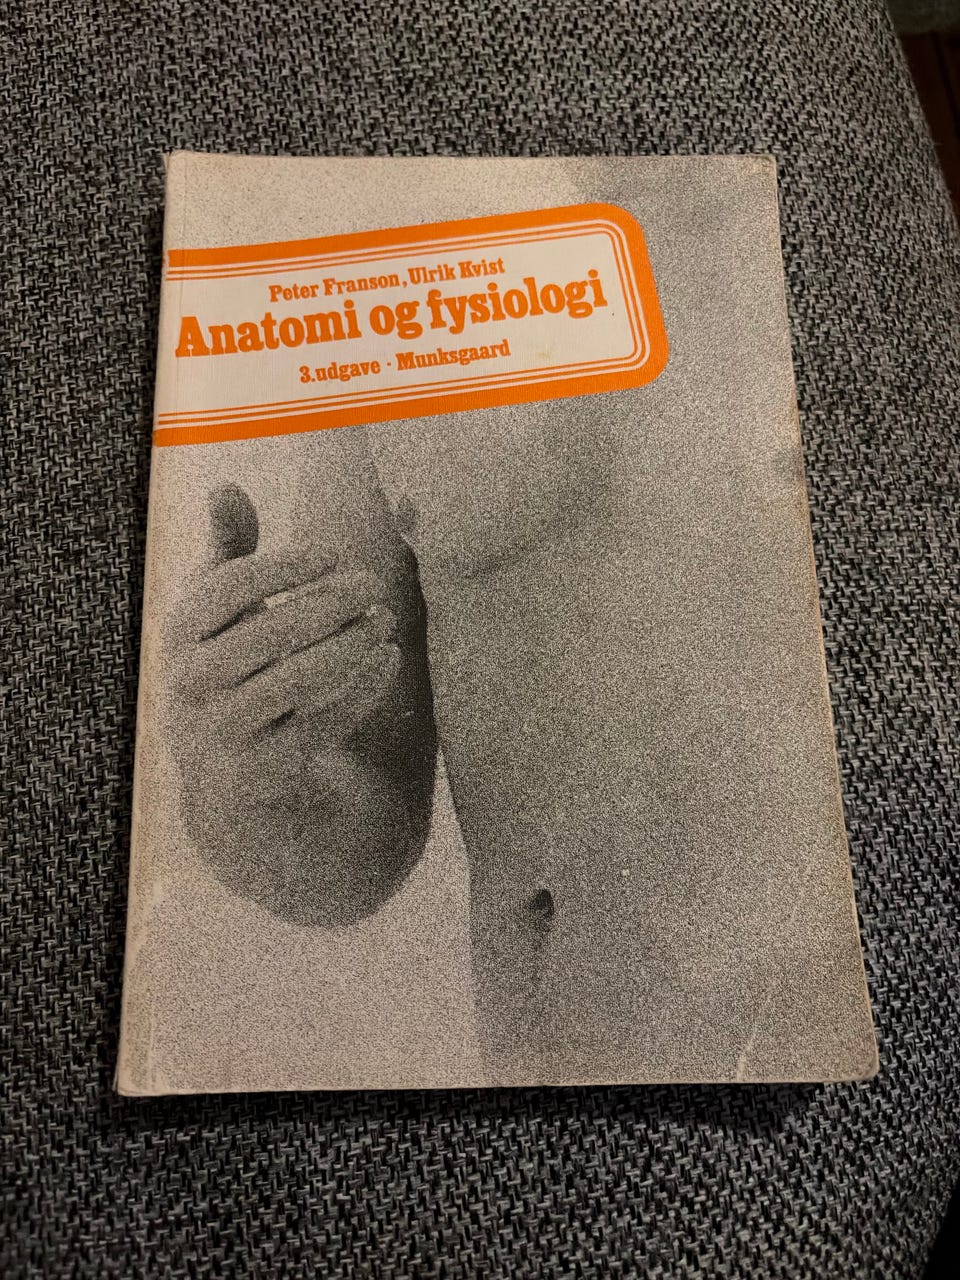 Peter Franson, Ulrik Kvist
Anatomi og fysiologi
3.udgave · Munksgaard